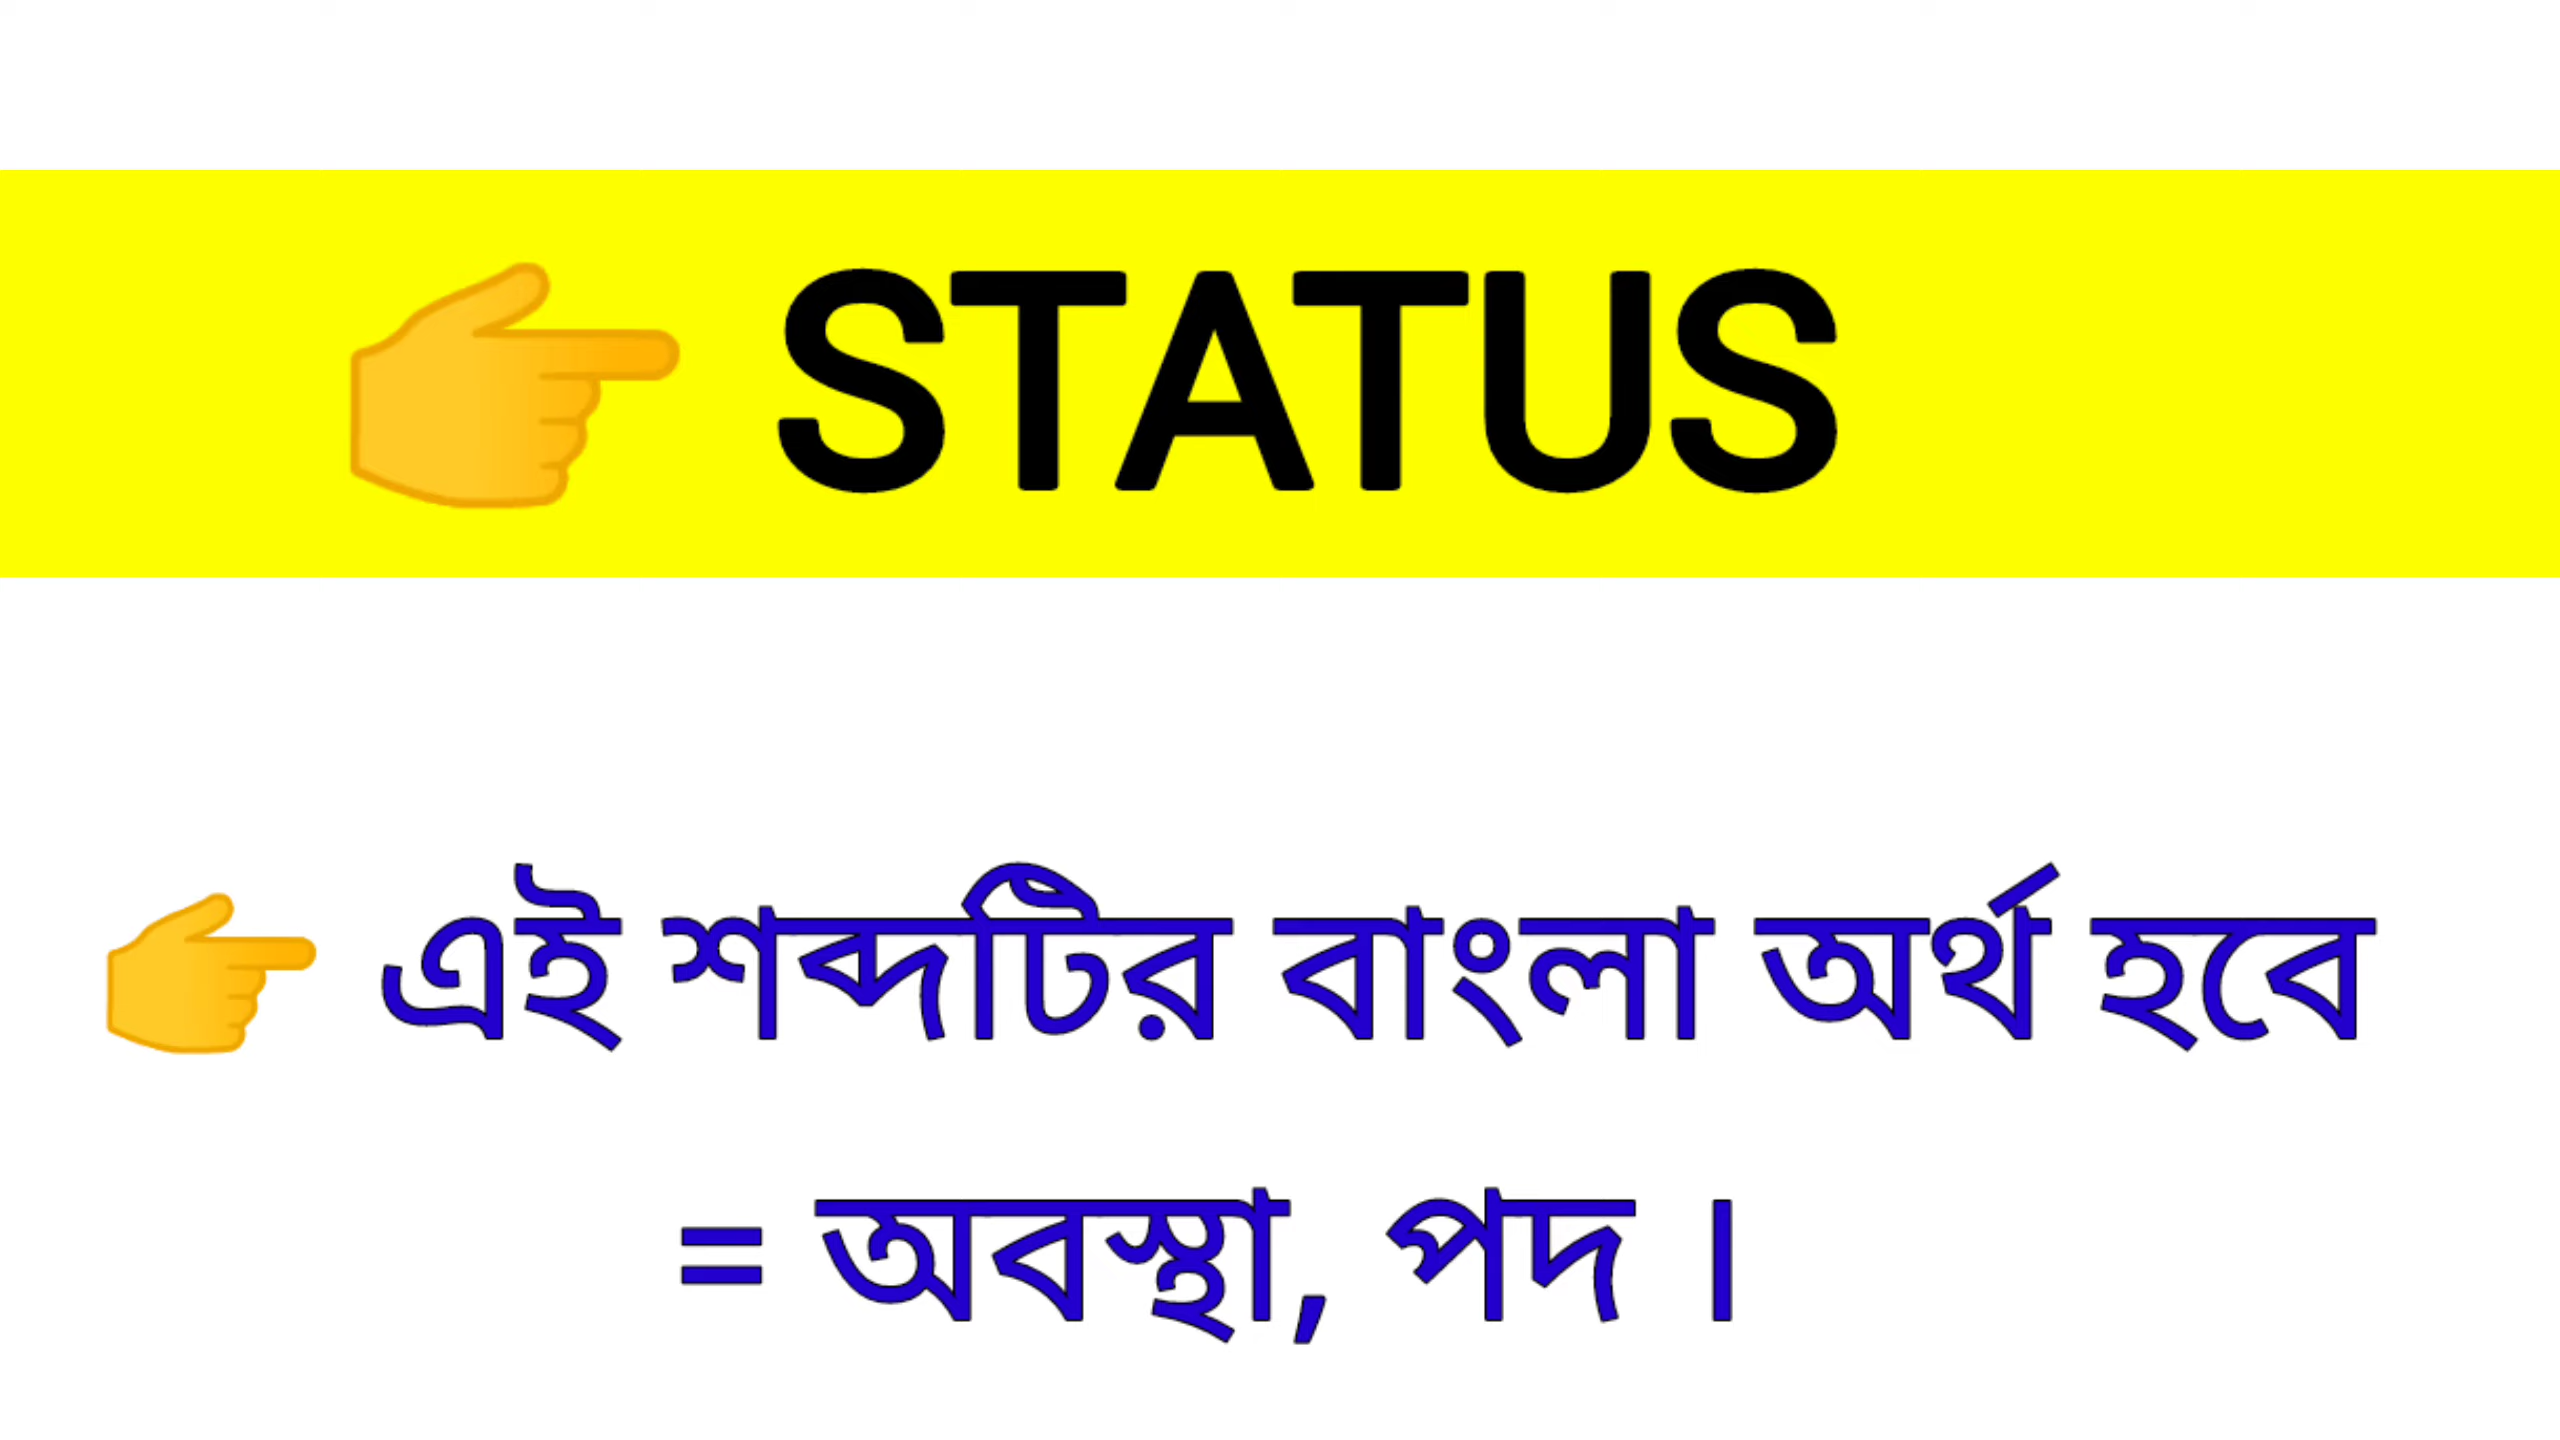 👉 STATUS
👉 এই শব্দটির বাংলা অর্থ হবে
= অবস্থা, পদ ।